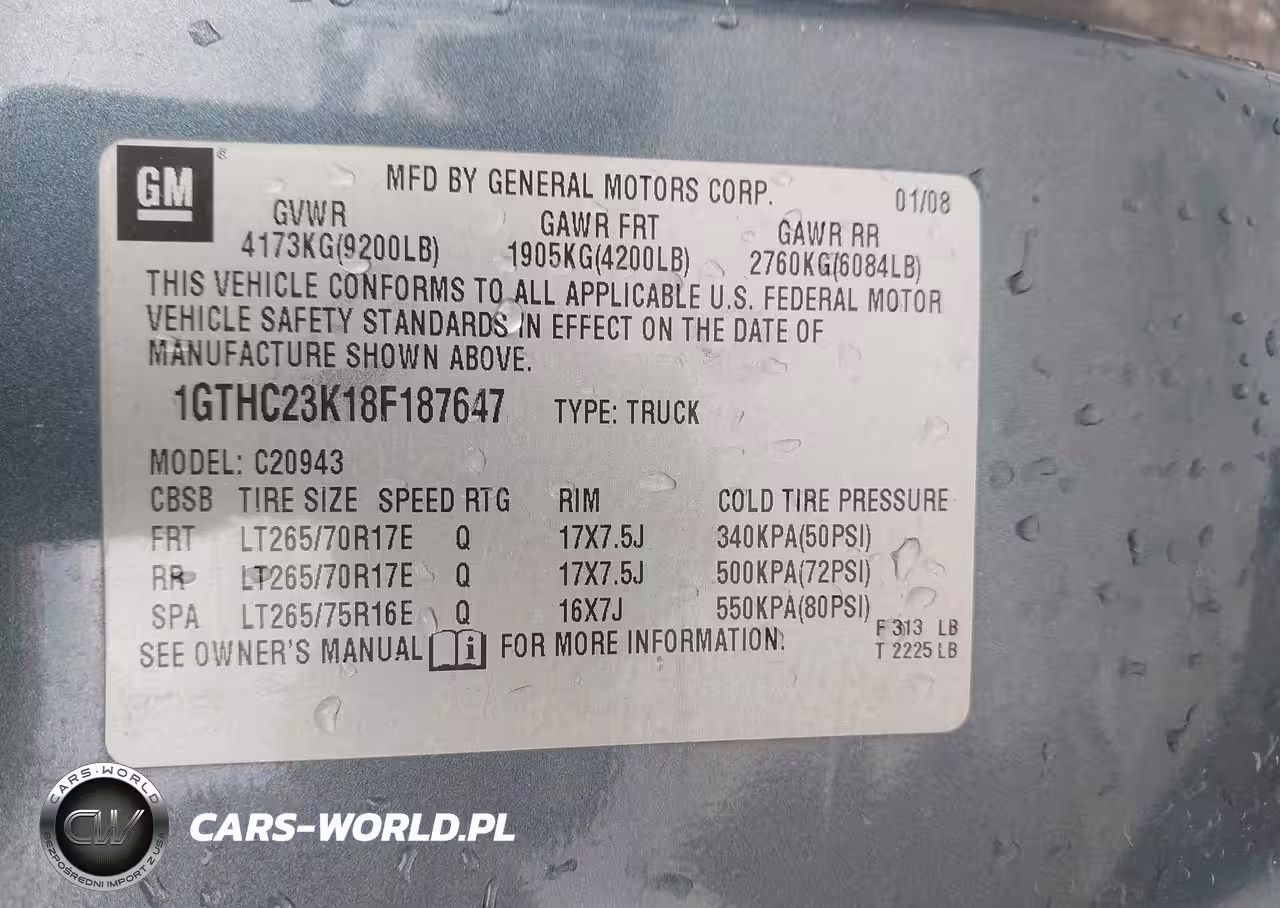 GM ®
MFD BY GENERAL MOTORS CORP. 01/08
GVWR GAWR FRT GAWR RR
4173KG(9200LB) 1905KG(4200LB) 2760KG(6084LB)
THIS VEHICLE CONFORMS TO ALL APPLICABLE U.S. FEDERAL MOTOR
VEHICLE SAFETY STANDARDS IN EFFECT ON THE DATE OF
MANUFACTURE SHOWN ABOVE.
1GTHC23K18F187647 TYPE: TRUCK
MODEL: C20943
CBSB TIRE SIZE SPEED RTG RIM COLD TIRE PRESSURE
FRT LT265/70R17E Q 17X7.5J 340KPA(50PSI)
RR LT265/70R17E Q 17X7.5J 500KPA(72PSI)
SPA LT265/75R16E Q 16X7J 550KPA(80PSI)
F 313 LB
T 2225 LB
SEE OWNER'S MANUAL i FOR MORE INFORMATION.
CARS-WORLD
CW
BEZPOŚREDNI IMPORT Z USA
CARS-WORLD.PL